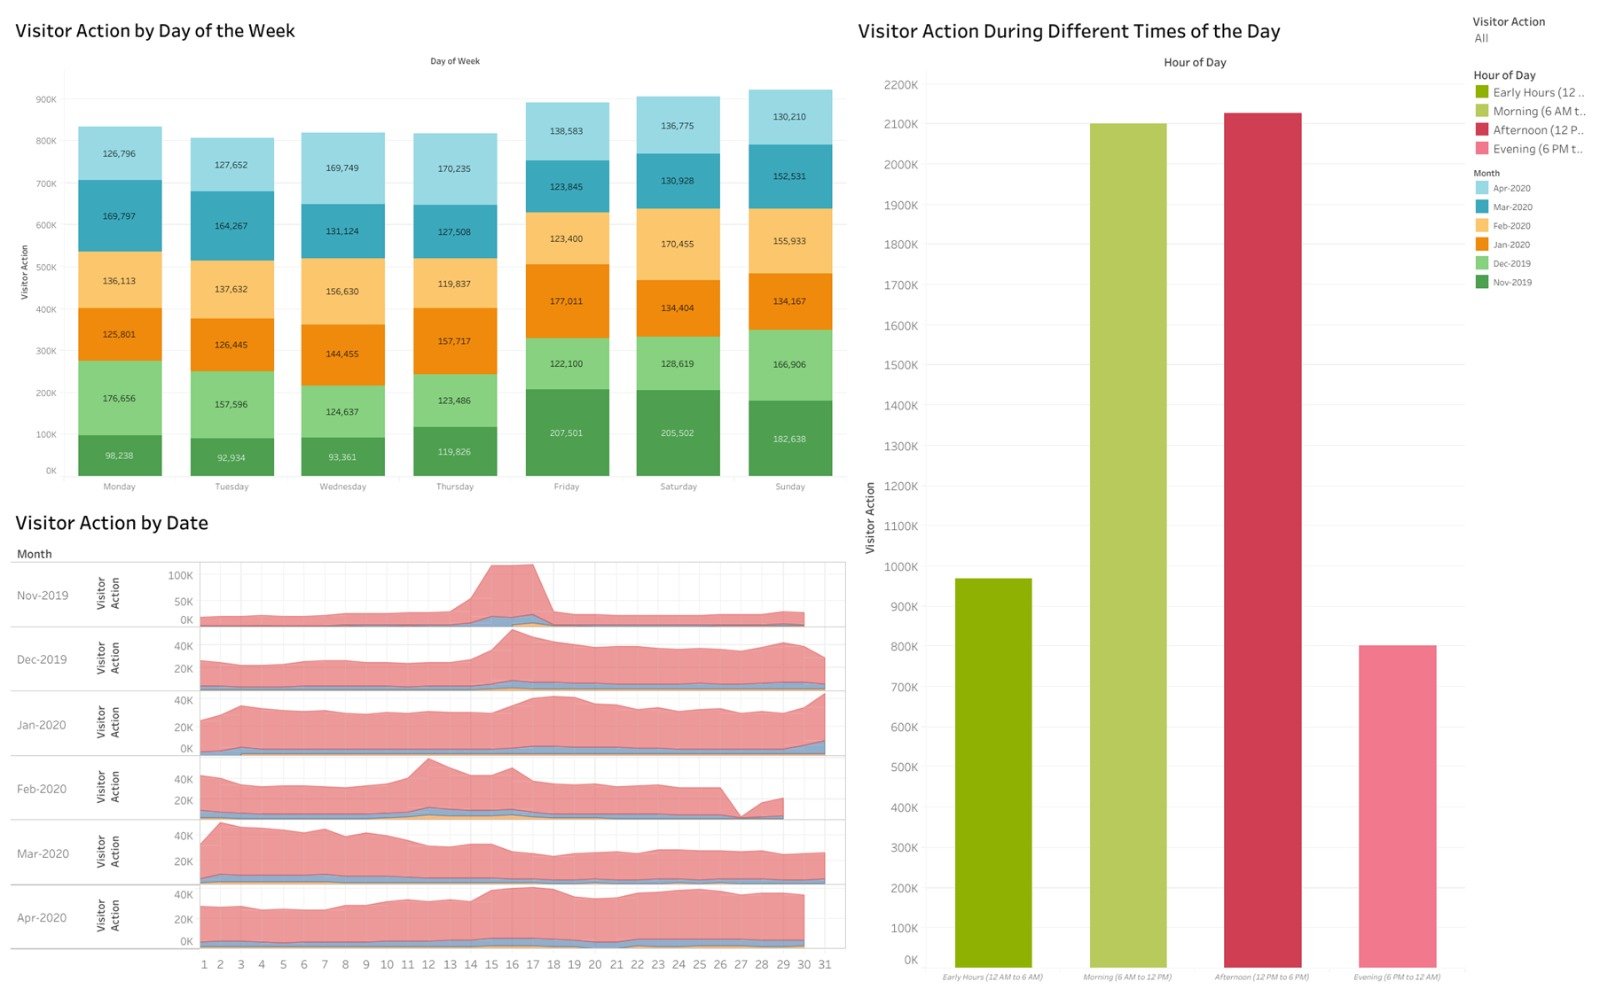 Visitor Action by Day of the Week
Day of Week
Visitor Action
900K
800K
700K
600K
500K
400K
300K
200K
100K
0K
126,796 127,652 169,749 170,235 138,583 136,775 130,210
169,797 164,267 131,124 127,508 123,845 130,928 152,531
136,113 137,632 156,630 119,837 123,400 170,455 155,933
125,801 126,445 144,455 157,717 177,011 134,404 134,167
176,656 157,596 124,637 123,486 122,100 128,619 166,906
98,238 92,934 93,361 119,826 207,501 205,502 182,638
Monday Tuesday Wednesday Thursday Friday Saturday Sunday
Visitor Action by Date
Month
Nov-2019 Visitor Action 100K 50K 0K
Dec-2019 Visitor Action 40K 20K
Jan-2020 Visitor Action 40K 20K 0K
Feb-2020 Visitor Action 40K 20K
Mar-2020 Visitor Action 40K 20K
Apr-2020 Visitor Action 40K 20K 0K
1 2 3 4 5 6 7 8 9 10 11 12 13 14 15 16 17 18 19 20 21 22 23 24 25 26 27 28 29 30 31
Visitor Action During Different Times of the Day
Hour of Day
Visitor Action
2200K
2100K
2000K
1900K
1800K
1700K
1600K
1500K
1400K
1300K
1200K
1100K
1000K
900K
800K
700K
600K
500K
400K
300K
200K
100K
0K
Early Hours (12 AM to 6 AM) Morning (6 AM to 12 PM) Afternoon (12 PM to 6 PM) Evening (6 PM to 12 AM)
Visitor Action
All
Hour of Day
Early Hours (12 ..
Morning (6 AM t..
Afternoon (12 P..
Evening (6 PM t..
Month
Apr-2020
Mar-2020
Feb-2020
Jan-2020
Dec-2019
Nov-2019